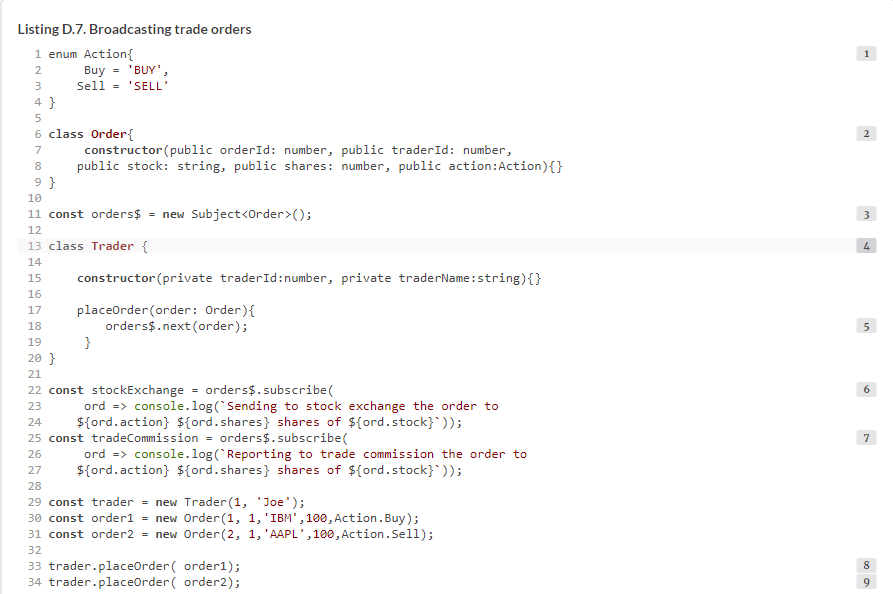 Listing D.7. Broadcasting trade orders
1 enum Action{ 1
2 Buy = 'BUY',
3 Sell = 'SELL'
4 }
5
6 class Order{ 2
7 constructor(public orderId: number, public traderId: number,
8 public stock: string, public shares: number, public action:Action){}
9 }
10
11 const orders$ = new Subject<Order>(); 3
12
13 class Trader { 4
14
15 constructor(private traderId:number, private traderName:string){}
16
17 placeOrder(order: Order){
18 orders$.next(order); 5
19 }
20 }
21
22 const stockExchange = orders$.subscribe( 6
23 ord => console.log(`Sending to stock exchange the order to
24 ${ord.action} ${ord.shares} shares of ${ord.stock}`));
25 const tradeCommission = orders$.subscribe( 7
26 ord => console.log(`Reporting to trade commission the order to
27 ${ord.action} ${ord.shares} shares of ${ord.stock}`));
28
29 const trader = new Trader(1, 'Joe');
30 const order1 = new Order(1, 1,'IBM',100,Action.Buy);
31 const order2 = new Order(2, 1,'AAPL',100,Action.Sell);
32
33 trader.placeOrder( order1); 8
34 trader.placeOrder( order2); 9